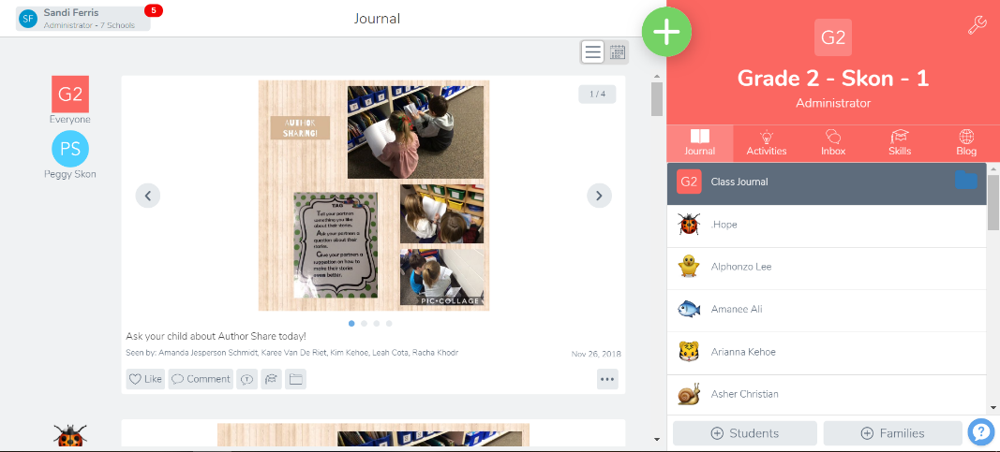 SF
Sandi Ferris
Administrator - 7 Schools
5
Journal
G2
Everyone
PS
Peggy Skon
1 / 4
AUTHOR
SHARING!
TAG
Tell your partner
something you like
about their stories.
Ask your partner a
question about their
stories.
Give your partner a
suggestion on how to
make their stories
even better.
PIC•COLLAGE
Ask your child about Author Share today!
Seen by: Amanda Jesperson Schmidt, Karee Van De Riet, Kim Kehoe, Leah Cota, Racha Khodr
Nov 26, 2018
Like
Comment
G2
Grade 2 - Skon - 1
Administrator
Journal
Activities
Inbox
Skills
Blog
G2
Class Journal
.Hope
Alphonzo Lee
Amanee Ali
Arianna Kehoe
Asher Christian
Students
Families
?